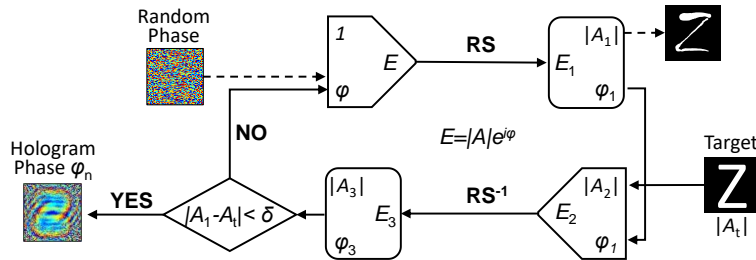 Random
Phase
1
E
φ
RS
|A₁|
E₁
φ₁
Z
NO
E=|A|e^{iφ}
Hologram
Phase φₙ
YES
|A₁-Aₜ|< δ
|A₃|
E₃
φ₃
RS⁻¹
|A₂|
E₂
φ₁
Target
Z
|Aₜ|